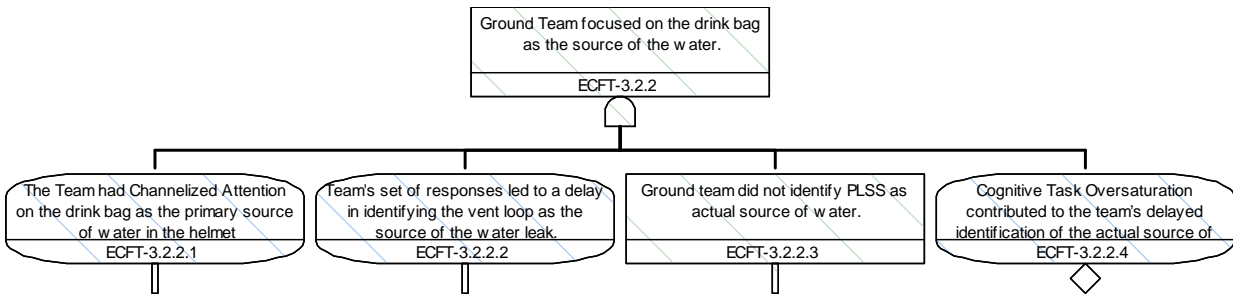 Ground Team focused on the drink bag
as the source of the water.
ECFT-3.2.2
The Team had Channelized Attention
on the drink bag as the primary source
of water in the helmet
ECFT-3.2.2.1
Team's set of responses led to a delay
in identifying the vent loop as the
source of the water leak.
ECFT-3.2.2.2
Ground team did not identify PLSS as
actual source of water.
ECFT-3.2.2.3
Cognitive Task Oversaturation
contributed to the team's delayed
identification of the actual source of
ECFT-3.2.2.4